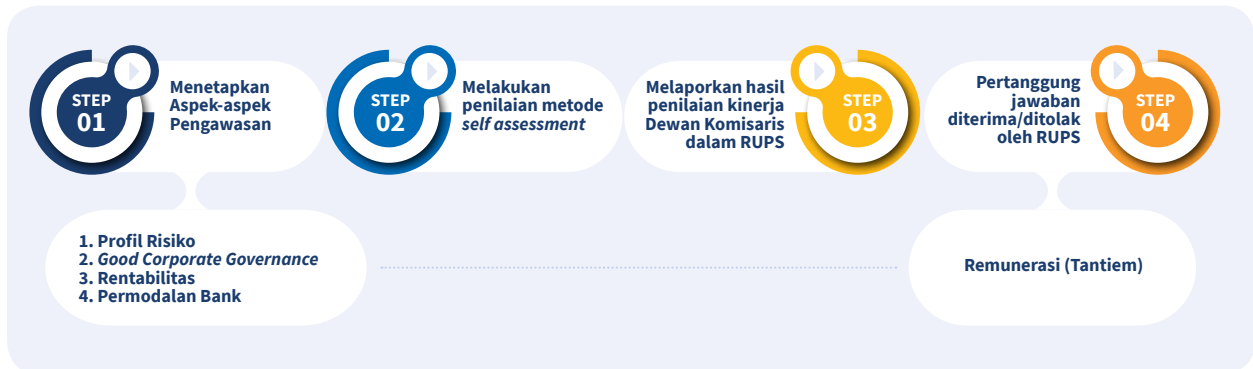 STEP
01
Menetapkan
Aspek-aspek
Pengawasan
STEP
02
Melakukan
penilaian metode
self assessment
Melaporkan hasil
penilaian kinerja
Dewan Komisaris
dalam RUPS
STEP
03
Pertanggung
jawaban
diterima/ditolak
oleh RUPS
STEP
04
1. Profil Risiko
2. Good Corporate Governance
3. Rentabilitas
4. Permodalan Bank
Remunerasi (Tantiem)